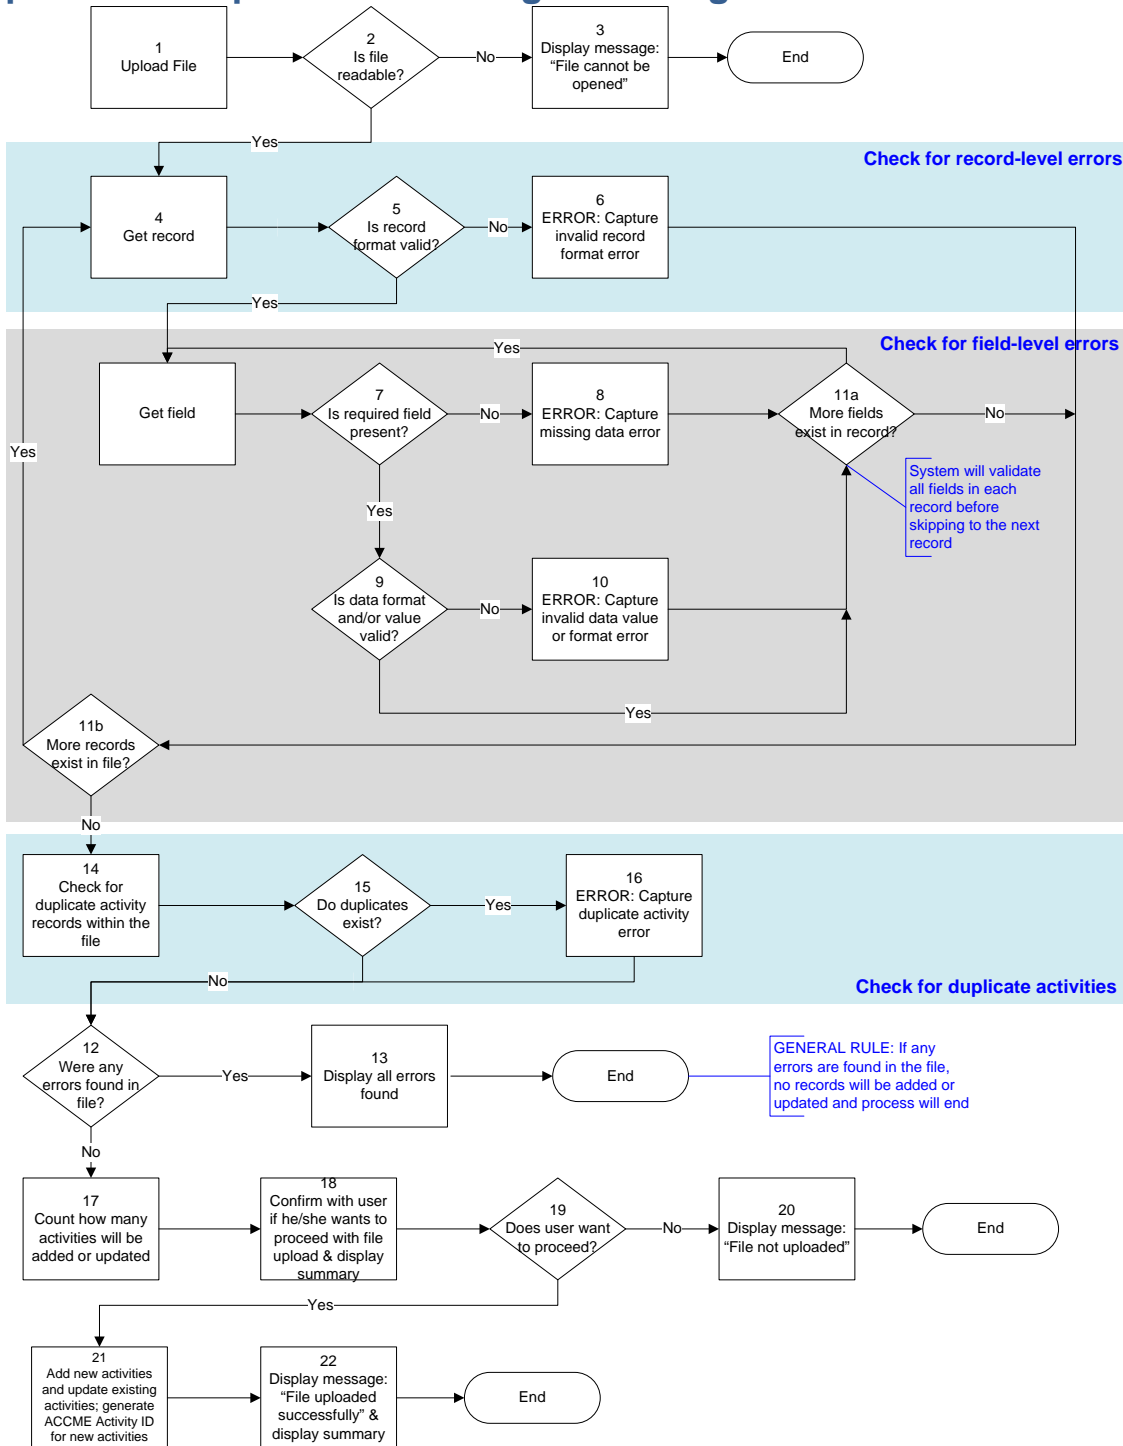 1
Upload File
2
Is file
readable?
No
3
Display message:
“File cannot be
opened”
End
Yes
Check for record-level errors
4
Get record
5
Is record
format valid?
No
6
ERROR: Capture
invalid record
format error
Yes
Check for field-level errors
Yes
Get field
7
Is required field
present?
No
8
ERROR: Capture
missing data error
11a
More fields
exist in record?
No
Yes
System will validate
all fields in each
record before
skipping to the next
record
Yes
9
Is data format
and/or value
valid?
No
10
ERROR: Capture
invalid data value
or format error
Yes
11b
More records
exist in file?
No
14
Check for
duplicate activity
records within the
file
15
Do duplicates
exist?
Yes
16
ERROR: Capture
duplicate activity
error
No
Check for duplicate activities
12
Were any
errors found in
file?
Yes
13
Display all errors
found
End
GENERAL RULE: If any
errors are found in the file,
no records will be added or
updated and process will end
No
17
Count how many
activities will be
added or updated
18
Confirm with user
if he/she wants to
proceed with file
upload & display
summary
19
Does user want
to proceed?
No
20
Display message:
“File not uploaded”
End
Yes
21
Add new activities
and update existing
activities; generate
ACCME Activity ID
for new activities
22
Display message:
“File uploaded
successfully” &
display summary
End